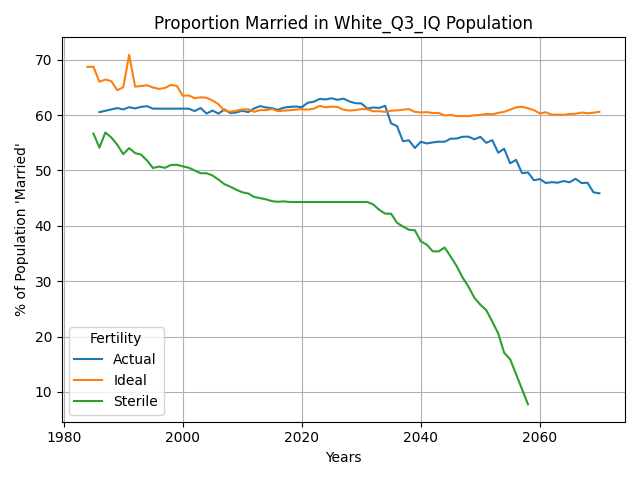 Proportion Married in White_Q3_IQ Population
% of Population 'Married'
70
60
50
40
30
20
10
Fertility
Actual
Ideal
Sterile
1980
2000
2020
2040
2060
Years